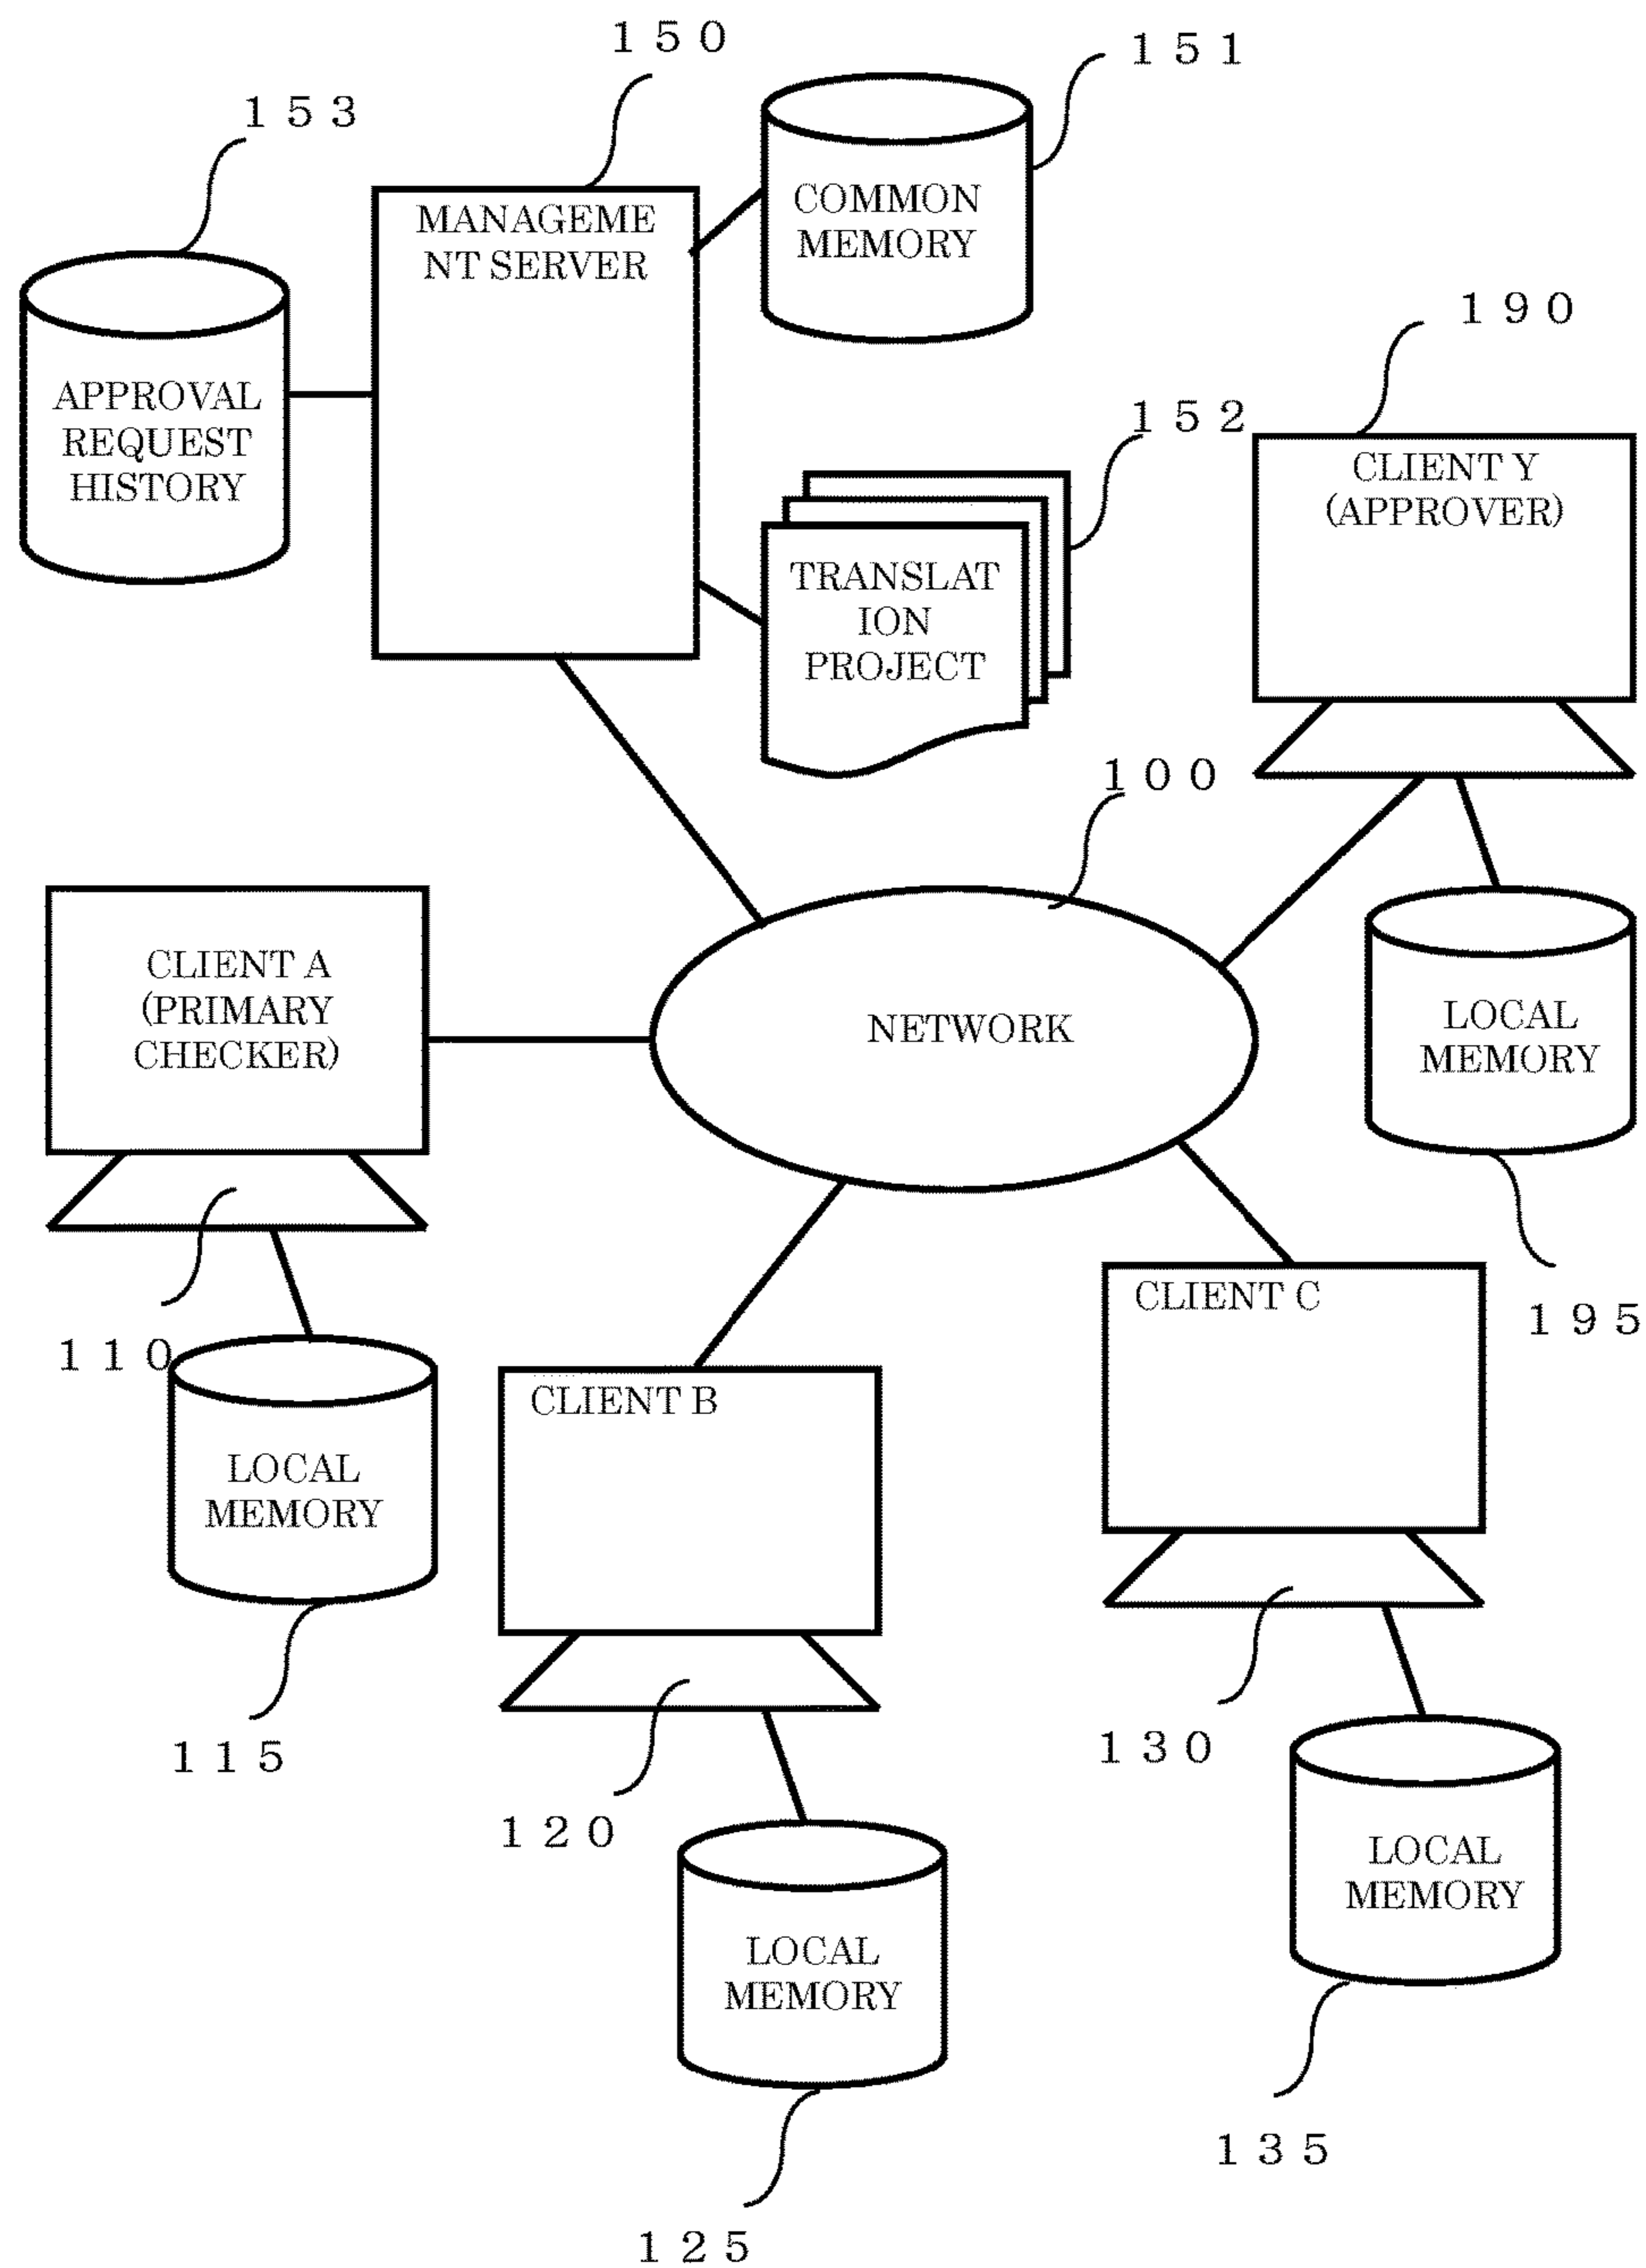 150
151
153
MANAGEME
NT SERVER
COMMON
MEMORY
190
APPROVAL
REQUEST
HISTORY
152
CLIENT Y
(APPROVER)
TRANSLAT
ION
PROJECT
100
CLIENT A
(PRIMARY
CHECKER)
NETWORK
LOCAL
MEMORY
195
110
CLIENT C
CLIENT B
LOCAL
MEMORY
115
120
130
LOCAL
MEMORY
LOCAL
MEMORY
135
125